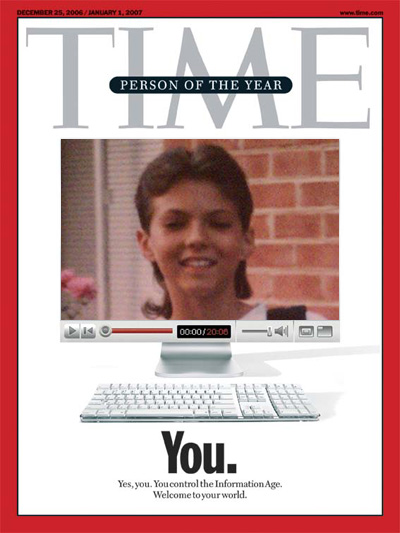 DECEMBER 25, 2006 / JANUARY 1, 2007
www.time.com
TIME
PERSON OF THE YEAR
00:00/20:06
You.
Yes, you. You control the Information Age.
Welcome to your world.